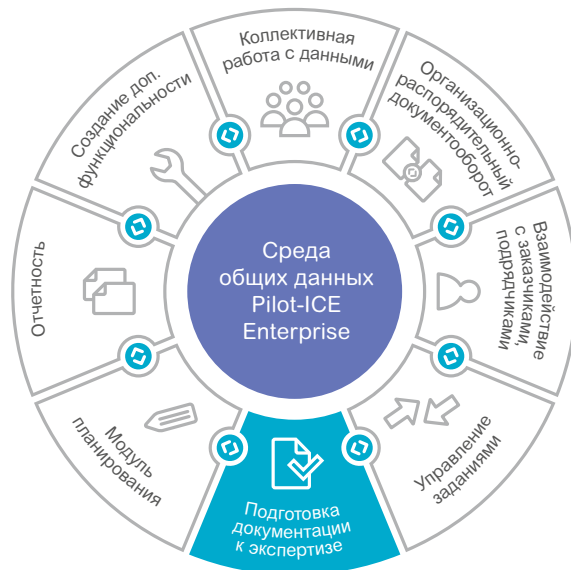 Коллективная
работа с данными
Организационно-
распорядительный
документооборот
Взаимодействие
с заказчиками,
подрядчиками
Управление
заданиями
Подготовка
документации
к экспертизе
Модуль
планирования
Отчетность
Создание доп.
функциональности
Среда
общих данных
Pilot-ICE
Enterprise